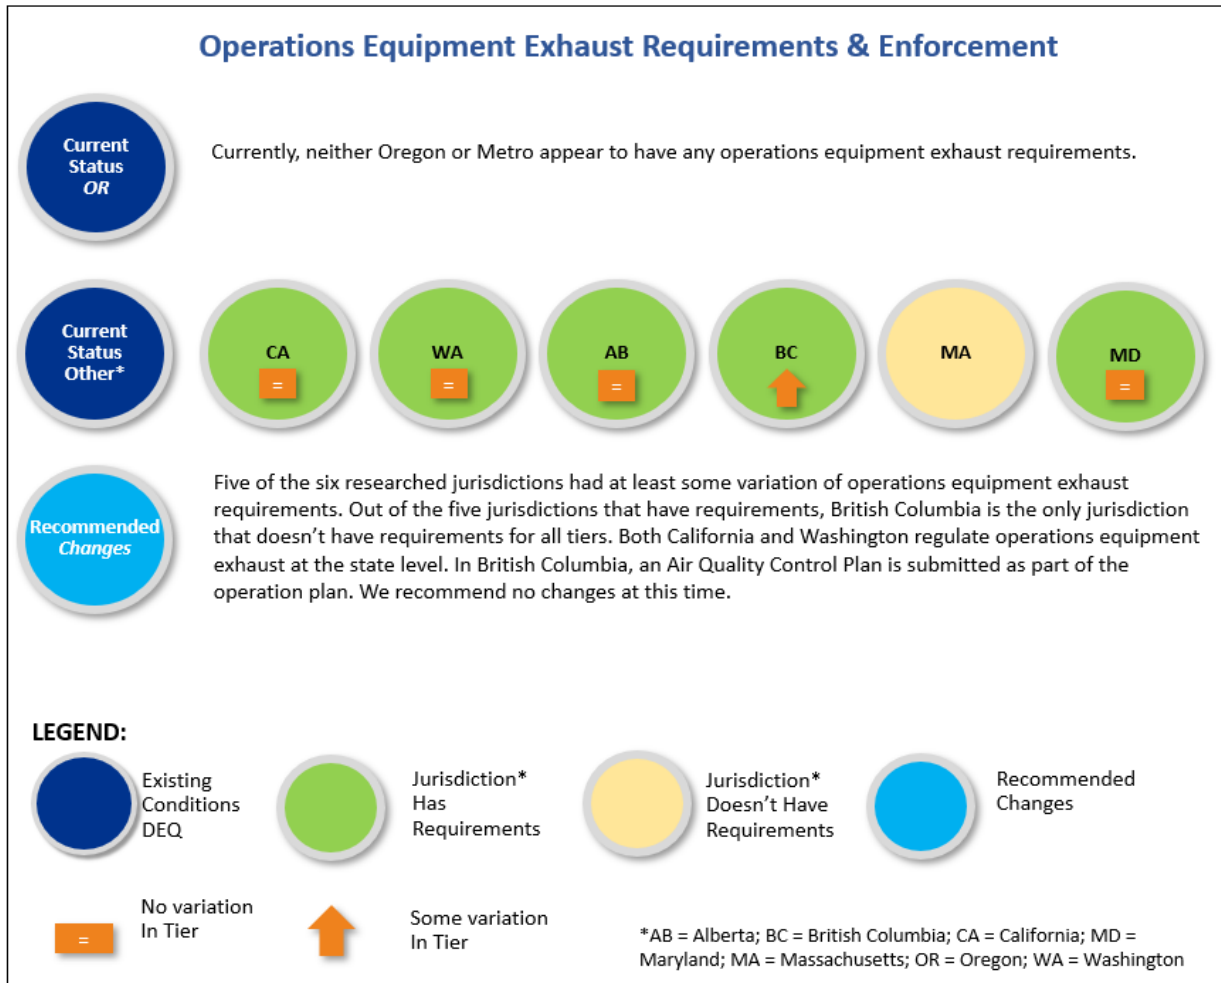 Operations Equipment Exhaust Requirements & Enforcement
Current
Status
OR
Currently, neither Oregon or Metro appear to have any operations equipment exhaust requirements.
Current
Status
Other*
CA
=
WA
=
AB
=
BC
MA
MD
=
Recommended
Changes
Five of the six researched jurisdictions had at least some variation of operations equipment exhaust
requirements. Out of the five jurisdictions that have requirements, British Columbia is the only jurisdiction
that doesn't have requirements for all tiers. Both California and Washington regulate operations equipment
exhaust at the state level. In British Columbia, an Air Quality Control Plan is submitted as part of the
operation plan. We recommend no changes at this time.
LEGEND:
Existing
Conditions
DEQ
Jurisdiction*
Has
Requirements
Jurisdiction*
Doesn't Have
Requirements
Recommended
Changes
=
No variation
In Tier
Some variation
In Tier
*AB = Alberta; BC = British Columbia; CA = California; MD =
Maryland; MA = Massachusetts; OR = Oregon; WA = Washington